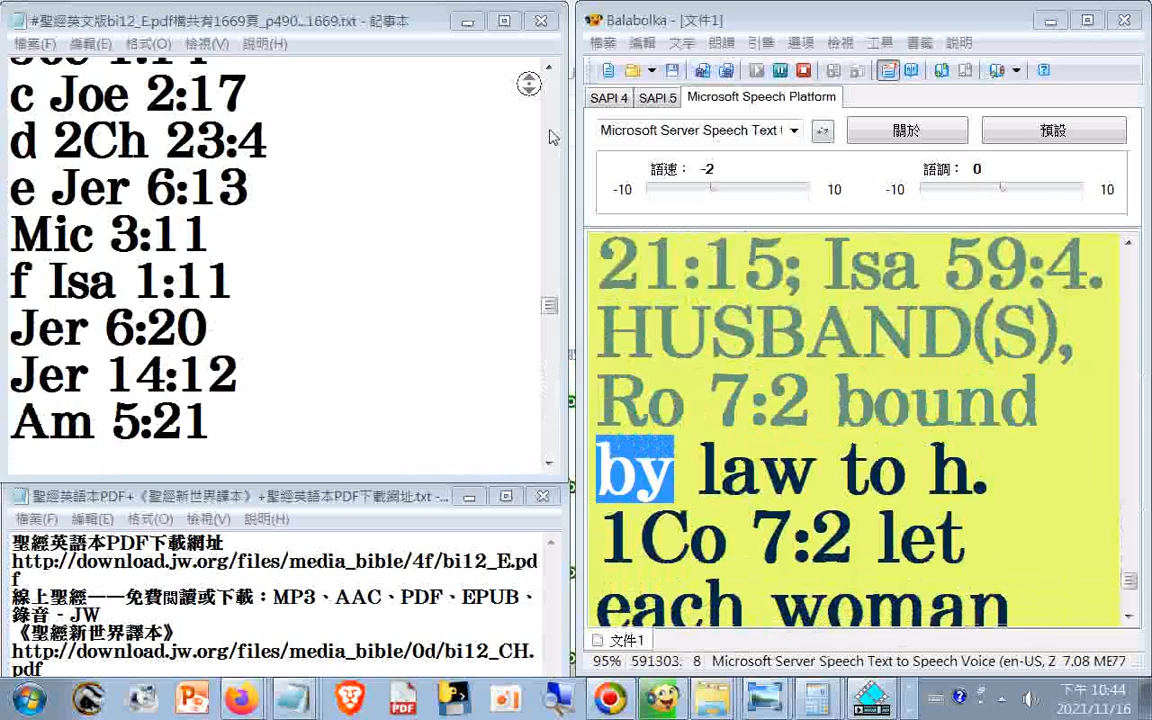 #聖經英文版bi12_E.pdf檔共有1669頁_p490...1669.txt - 記事本
檔案(F) 編輯(E) 格式(O) 檢視(V) 說明(H)
c Joe 2:17
d 2Ch 23:4
e Jer 6:13
Mic 3:11
f Isa 1:11
Jer 6:20
Jer 14:12
Am 5:21
聖經英語本PDF+《聖經新世界譯本》+聖經英語本PDF下載網址.txt - ...
檔案(F) 編輯(E) 格式(O) 檢視(V) 說明(H)
聖經英語本PDF下載網址
http://download.jw.org/files/media_bible/4f/bi12_E.pd
f
線上聖經——免費閱讀或下載：MP3、AAC、PDF、EPUB、
錄音 - JW
《聖經新世界譯本》
http://download.jw.org/files/media_bible/0d/bi12_CH.
pdf
Balabolka - [文件1]
檔案 編輯 文字 朗讀 引擎 選項 檢視 工具 書籤 說明
SAPI 4 SAPI 5 Microsoft Speech Platform
Microsoft Server Speech Text 關於 預設
語速： -2 語調： 0
-10 10 -10 10
21:15; Isa 59:4.
HUSBAND(S),
Ro 7:2 bound
by law to h.
1Co 7:2 let
each woman
文件1
95% 591303. 8 Microsoft Server Speech Text to Speech Voice (en-US, Z 7.08 ME77
下午 10:44
2021/11/16